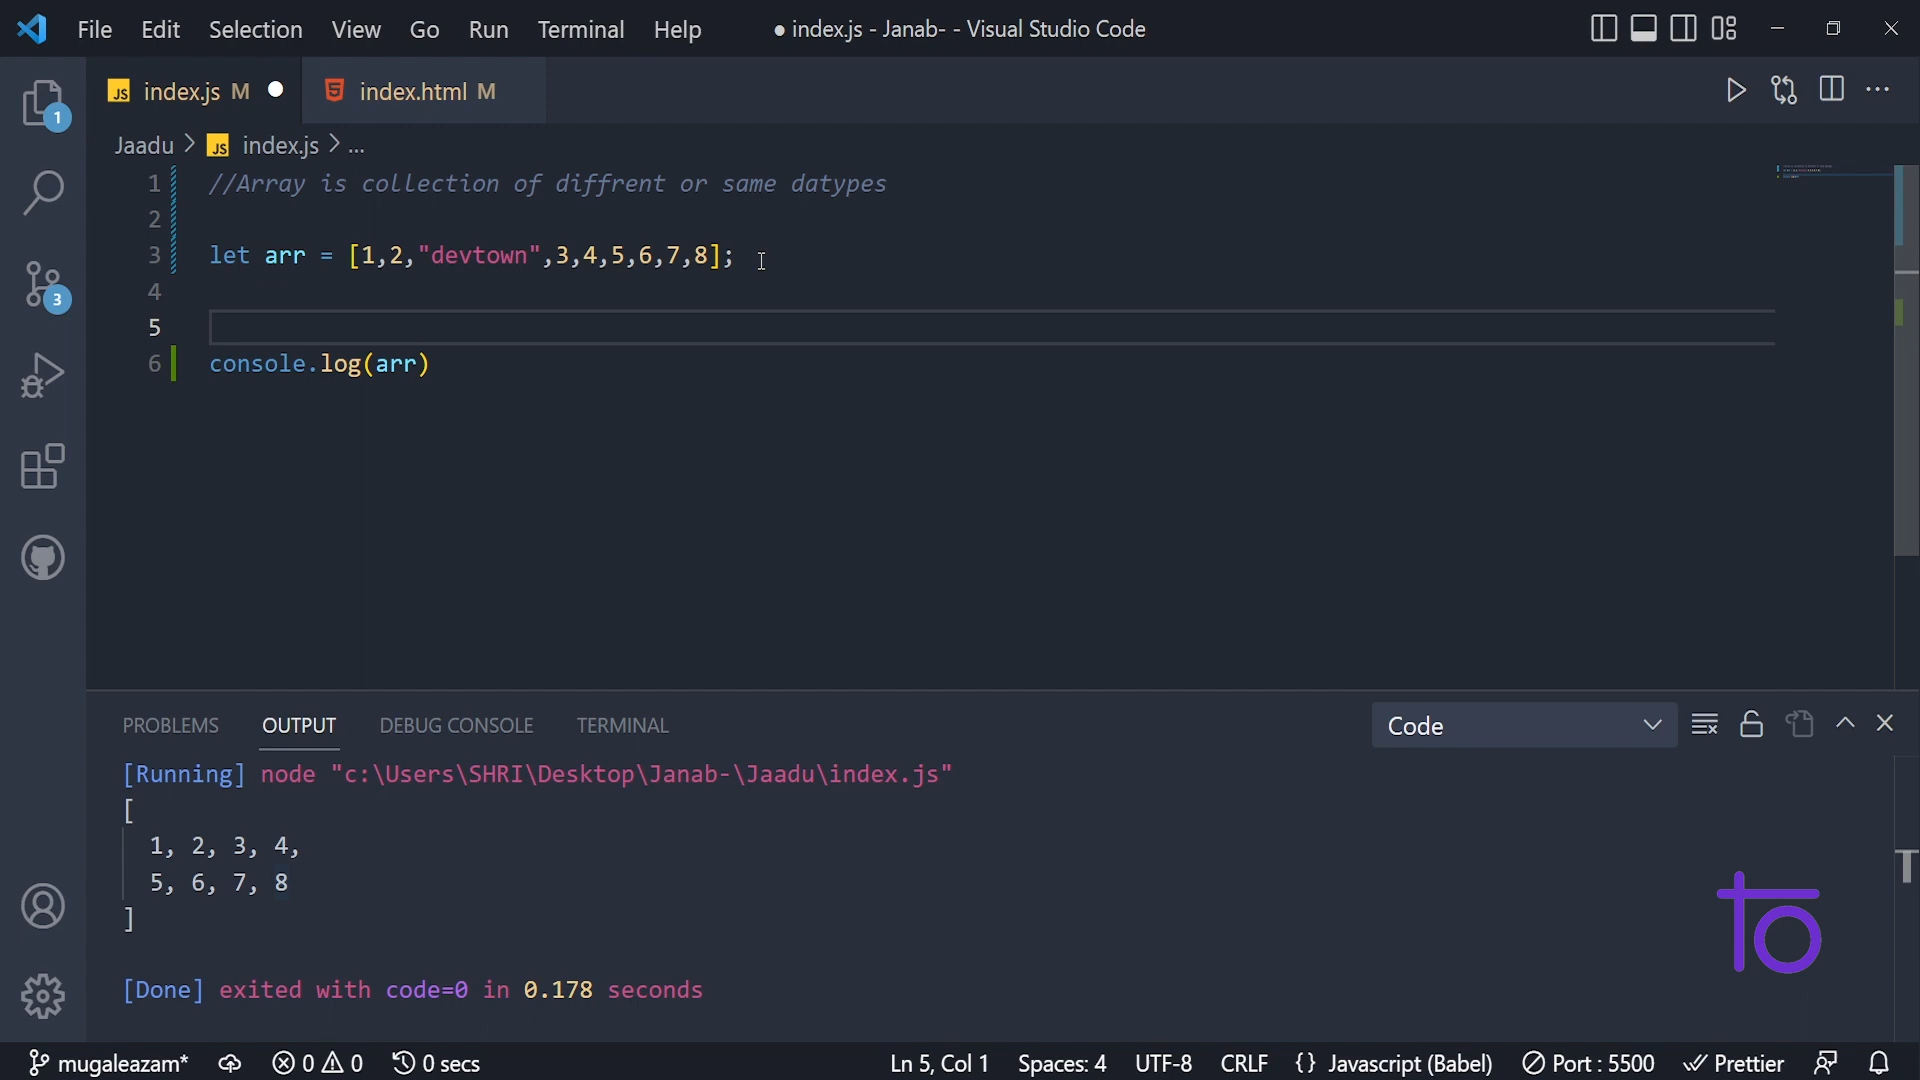 File Edit Selection View Go Run Terminal Help ● index.js - Janab- - Visual Studio Code
JS index.js M ● index.html M
Jaadu > JS index.js > ...
1 //Array is collection of diffrent or same datypes
2
3 let arr = [1,2,"devtown",3,4,5,6,7,8];
4
5
6 console.log(arr)
1
3
PROBLEMS OUTPUT DEBUG CONSOLE TERMINAL Code
[Running] node "c:\Users\SHRI\Desktop\Janab-\Jaadu\index.js"
[
1, 2, 3, 4,
5, 6, 7, 8
]
[Done] exited with code=0 in 0.178 seconds
mugaleazam* 0 0 0 secs Ln 5, Col 1 Spaces: 4 UTF-8 CRLF {} Javascript (Babel) Port : 5500 Prettier